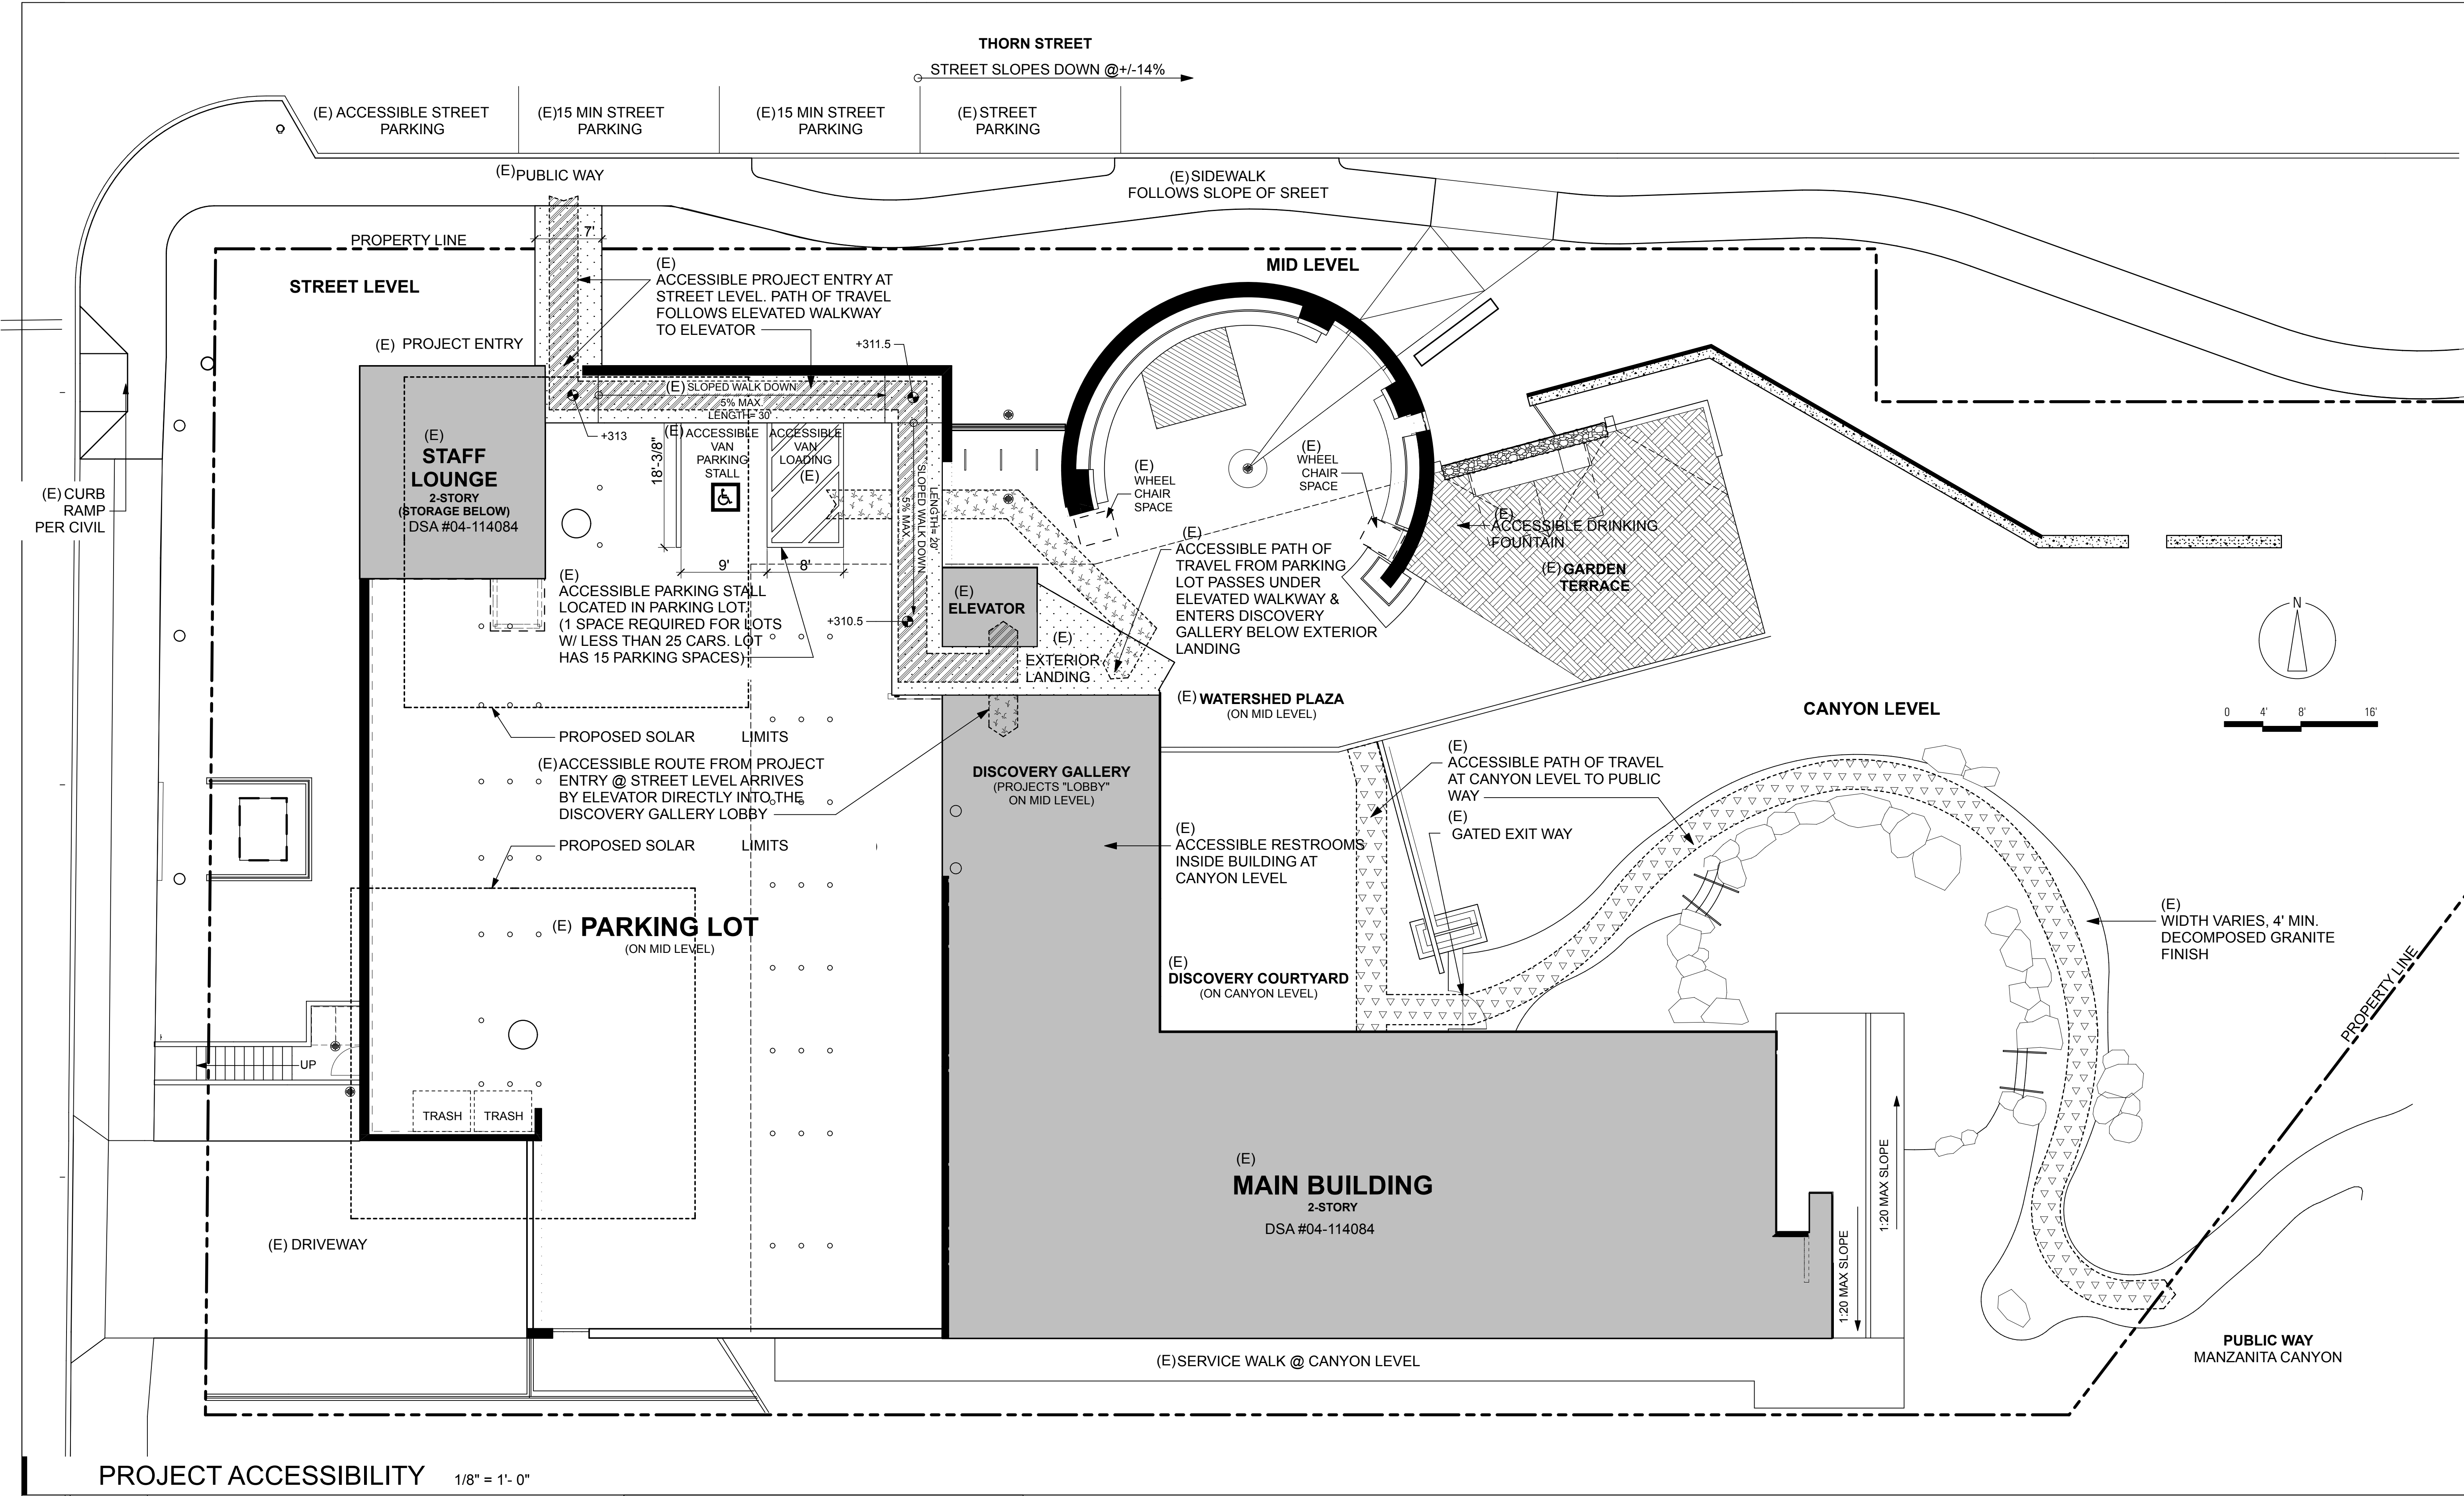 THORN STREET
STREET SLOPES DOWN @+/-14%
(E) ACCESSIBLE STREET
PARKING
(E)15 MIN STREET
PARKING
(E)15 MIN STREET
PARKING
(E) STREET
PARKING
(E)PUBLIC WAY
(E) SIDEWALK
FOLLOWS SLOPE OF SREET
7'
PROPERTY LINE
STREET LEVEL
MID LEVEL
(E)
ACCESSIBLE PROJECT ENTRY AT
STREET LEVEL. PATH OF TRAVEL
FOLLOWS ELEVATED WALKWAY
TO ELEVATOR
(E) PROJECT ENTRY
+311.5
(E) SLOPED WALK DOWN
5% MAX.
LENGTH= 30'
+313
(E) CURB
RAMP
PER CIVIL
(E)
STAFF
LOUNGE
2-STORY
(STORAGE BELOW)
DSA #04-114084
18'-3/8"
(E) ACCESSIBLE
VAN
PARKING
STALL
ACCESSIBLE
VAN
LOADING
(E)
9'
8'
LENGTH= 20'
SLOPED WALK DOWN
5% MAX.
(E)
WHEEL
CHAIR
SPACE
(E)
WHEEL
CHAIR
SPACE
(E)
ACCESSIBLE DRINKING
FOUNTAIN
(E) GARDEN
TERRACE
(E)
ACCESSIBLE PATH OF
TRAVEL FROM PARKING
LOT PASSES UNDER
ELEVATED WALKWAY &
ENTERS DISCOVERY
GALLERY BELOW EXTERIOR
LANDING
(E)
ACCESSIBLE PARKING STALL
LOCATED IN PARKING LOT.
(1 SPACE REQUIRED FOR LOTS
W/ LESS THAN 25 CARS. LOT
HAS 15 PARKING SPACES)
(E)
ELEVATOR
+310.5
(E)
EXTERIOR
LANDING
N
0 4' 8' 16'
(E) WATERSHED PLAZA
(ON MID LEVEL)
CANYON LEVEL
PROPOSED SOLAR LIMITS
(E)ACCESSIBLE ROUTE FROM PROJECT
ENTRY @ STREET LEVEL ARRIVES
BY ELEVATOR DIRECTLY INTO THE
DISCOVERY GALLERY LOBBY
DISCOVERY GALLERY
(PROJECTS "LOBBY"
ON MID LEVEL)
(E)
ACCESSIBLE PATH OF TRAVEL
AT CANYON LEVEL TO PUBLIC
WAY
(E)
GATED EXIT WAY
(E)
ACCESSIBLE RESTROOMS
INSIDE BUILDING AT
CANYON LEVEL
PROPOSED SOLAR LIMITS
(E) PARKING LOT
(ON MID LEVEL)
(E)
WIDTH VARIES, 4' MIN.
DECOMPOSED GRANITE
FINISH
PROPERTY LINE
(E)
DISCOVERY COURTYARD
(ON CANYON LEVEL)
UP
TRASH
TRASH
(E)
MAIN BUILDING
2-STORY
DSA #04-114084
1:20 MAX SLOPE
1:20 MAX SLOPE
(E) DRIVEWAY
(E)SERVICE WALK @ CANYON LEVEL
PUBLIC WAY
MANZANITA CANYON
PROJECT ACCESSIBILITY 1/8" = 1'- 0"